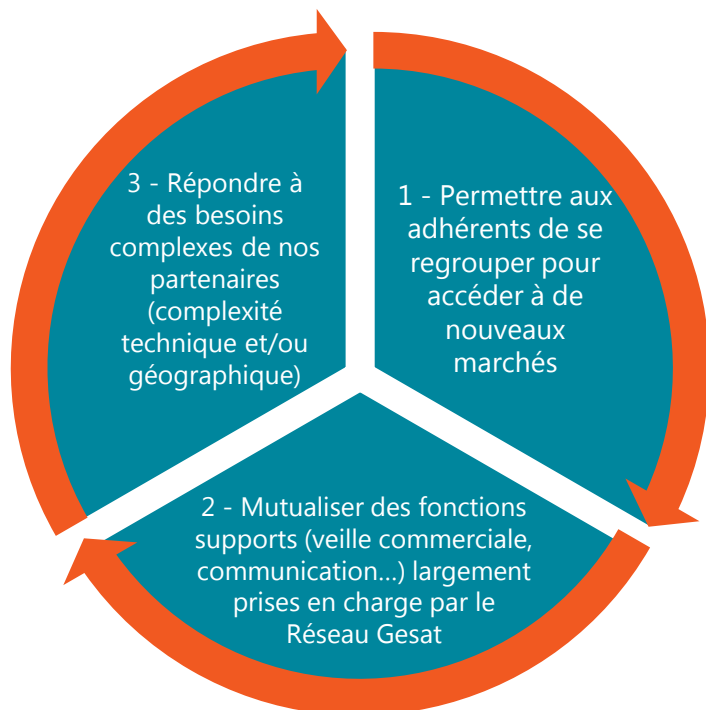 1 - Permettre aux
adhérents de se
regrouper pour
accéder à de
nouveaux
marchés
2 - Mutualiser des fonctions
supports (veille commerciale,
communication...) largement
prises en charge par le
Réseau Gesat
3 - Répondre à
des besoins
complexes de nos
partenaires
(complexité
technique et/ou
géographique)